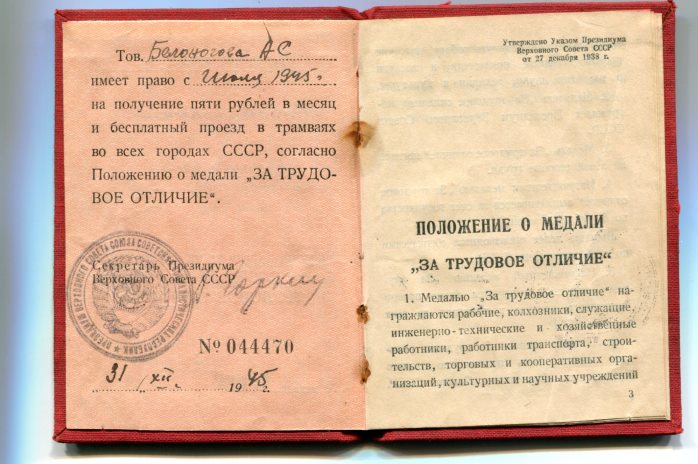 Тов. Белоногова АС
имеет право с июля 1945 г.
на получение пяти рублей в месяц
и бесплатный проезд в трамваях
во всех городах СССР, согласно
Положению о медали „ЗА ТРУДО-
ВОЕ ОТЛИЧИЕ“.
Секретарь Президиума
Верховного Совета СССР
Горкин
№ 044470
31 XII 1945
Утверждено Указом Президиума
Верховного Совета СССР
от 27 декабря 1938 г.
ПОЛОЖЕНИЕ О МЕДАЛИ
„ЗА ТРУДОВОЕ ОТЛИЧИЕ“
1. Медалью „За трудовое отличие“ на-
граждаются рабочие, колхозники, служащие,
инженерно-технические и хозяйственные
работники, работники транспорта, строи-
тельств, торговых и кооперативных орга-
низаций, культурных и научных учреждений
3